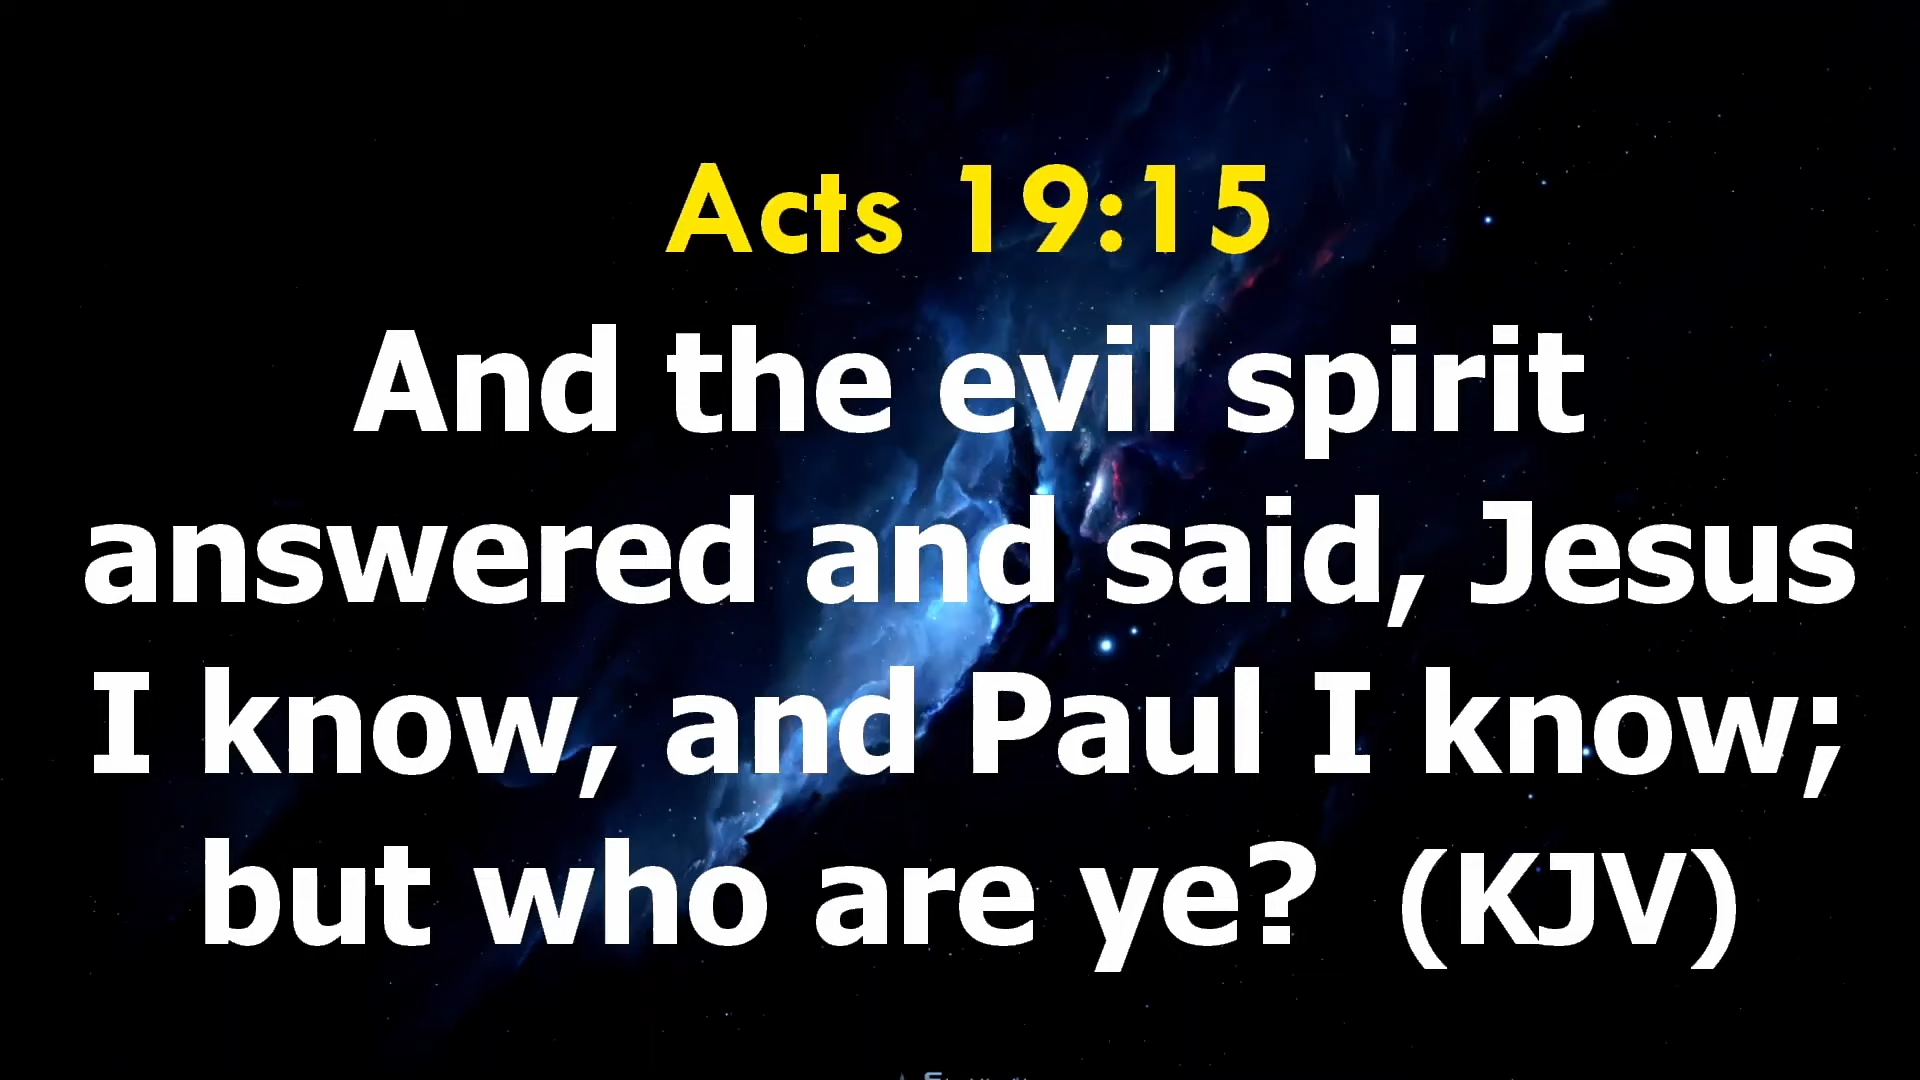 Acts 19:15
And the evil spirit
answered and said, Jesus
I know, and Paul I know;
but who are ye?  (KJV)